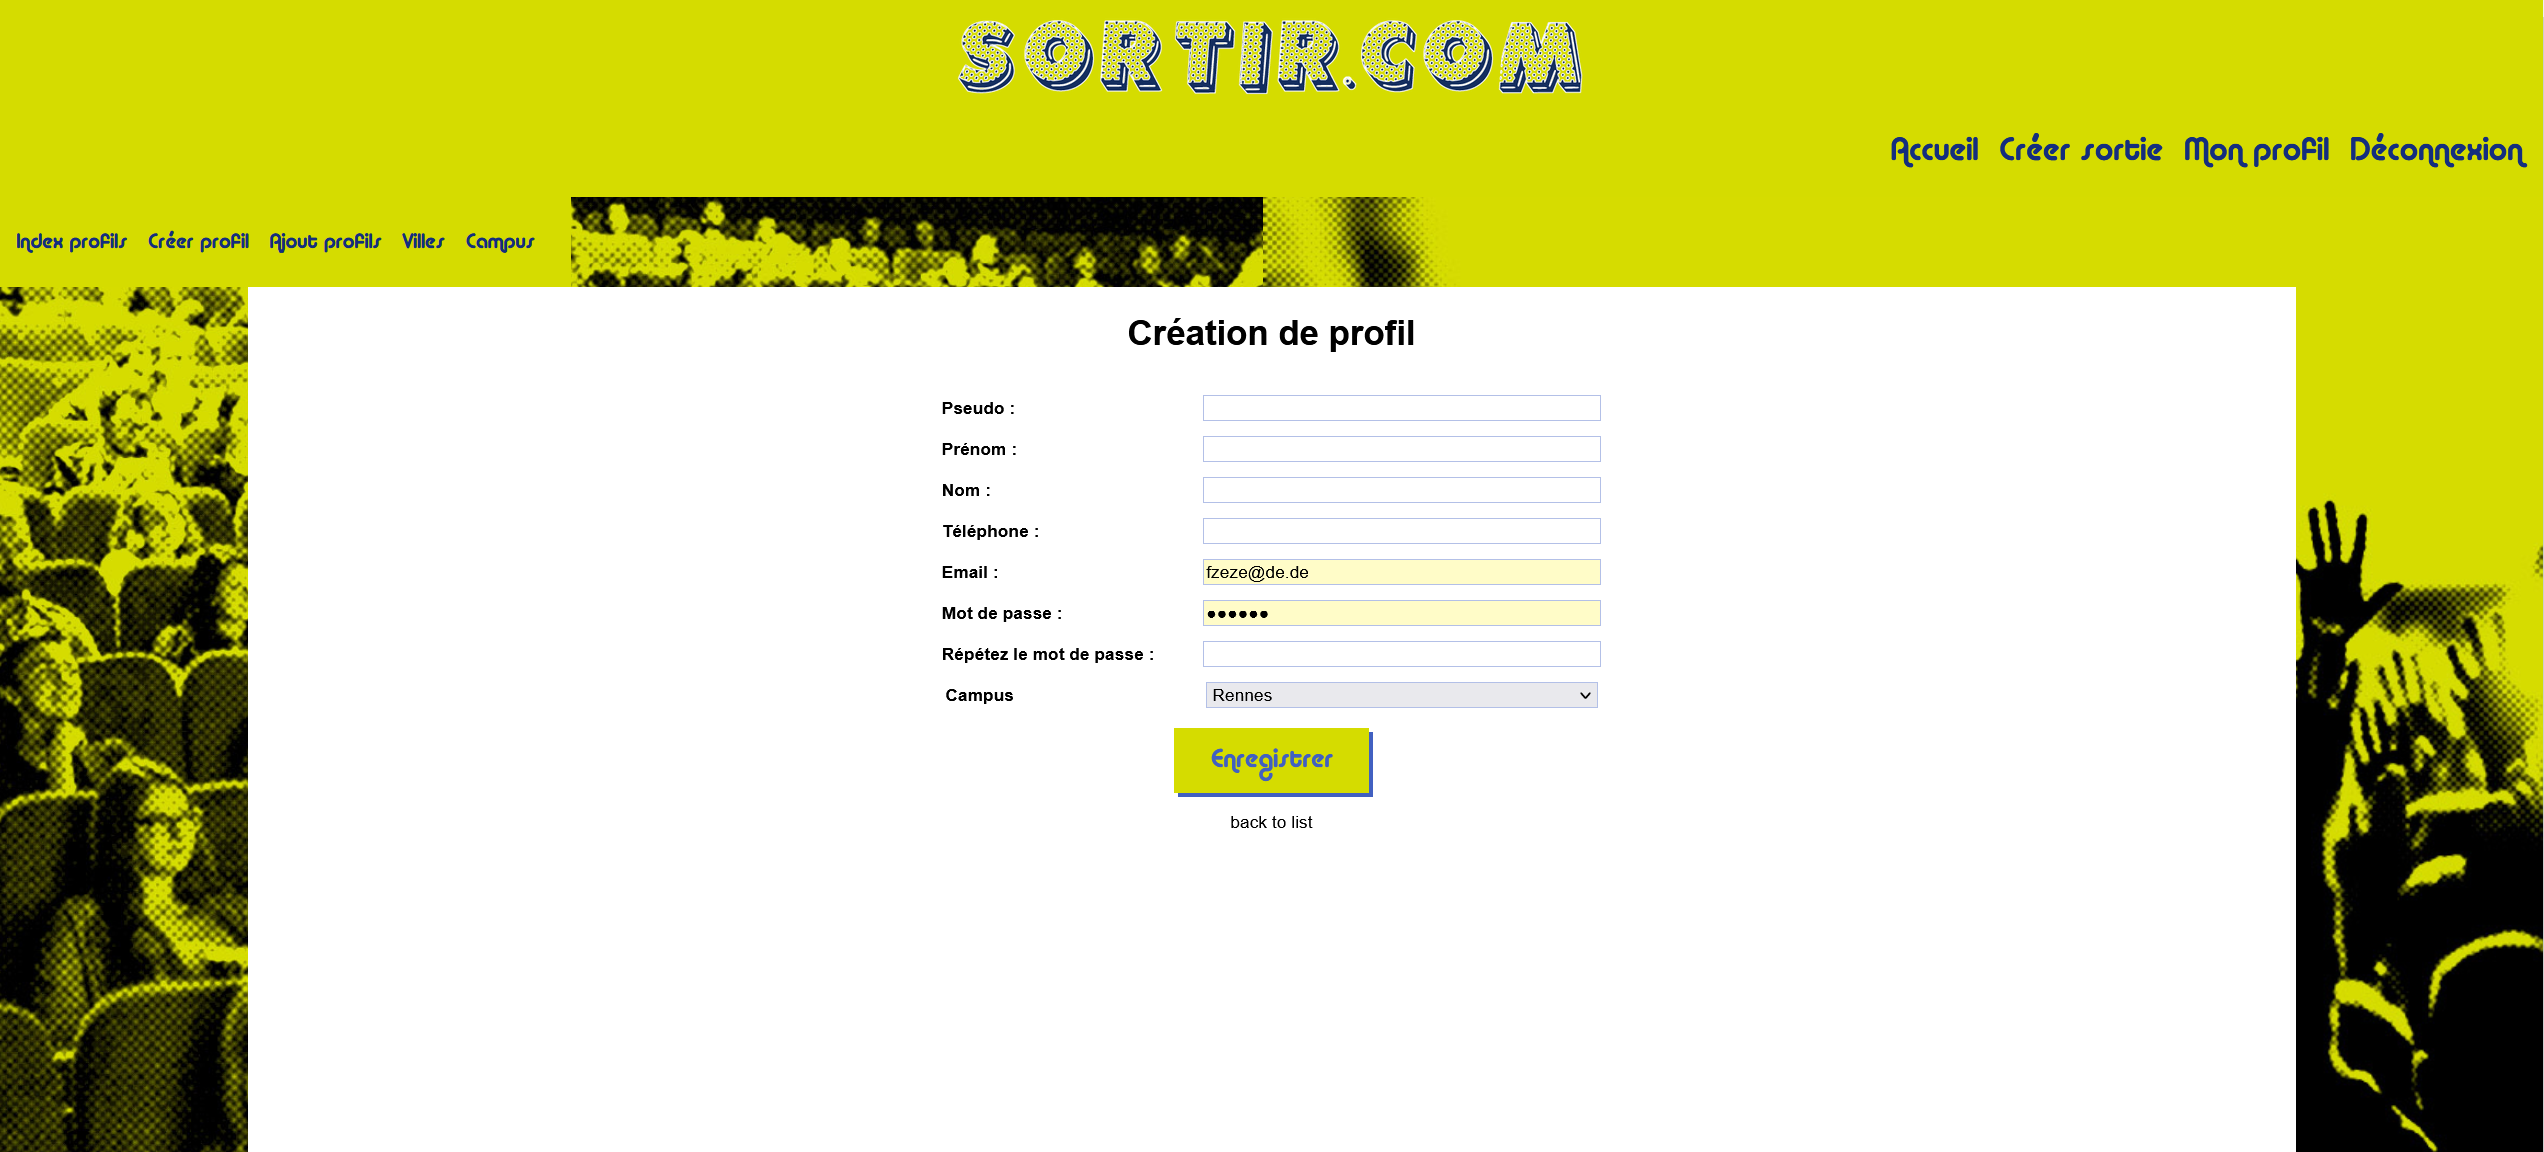 SORTIR.COM
Accueil Créer sortie Mon profil Déconnexion
Index profils Créer profil Ajout profils Villes Campus
Création de profil
Pseudo :
Prénom :
Nom :
Téléphone :
Email : fzeze@de.de
Mot de passe : ●●●●●●
Répétez le mot de passe :
Campus Rennes
Enregistrer
back to list